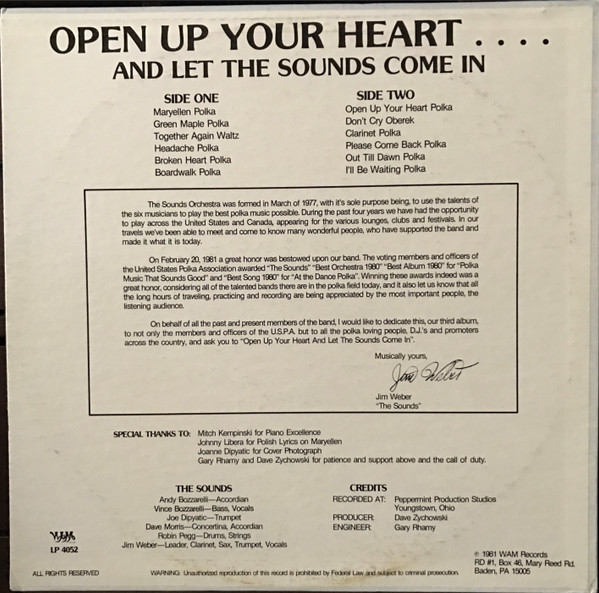 OPEN UP YOUR HEART . . . .
AND LET THE SOUNDS COME IN
SIDE ONE
Maryellen Polka
Green Maple Polka
Together Again Waltz
Headache Polka
Broken Heart Polka
Boardwalk Polka
SIDE TWO
Open Up Your Heart Polka
Don't Cry Oberek
Clarinet Polka
Please Come Back Polka
Out Till Dawn Polka
I'll Be Waiting Polka
The Sounds Orchestra was formed in March of 1977, with it's sole purpose being, to use the talents of
the six musicians to play the best polka music possible. During the past four years we have had the opportunity
to play across the United States and Canada, appearing for the various lounges, clubs and festivals. In our
travels we've been able to meet and come to know many wonderful people, who have supported the band and
made it what it is today.
On February 20, 1981 a great honor was bestowed upon our band. The voting members and officers of
the United States Polka Association awarded "The Sounds" "Best Orchestra 1980" "Best Album 1980" for "Polka
Music That Sounds Good" and "Best Song 1980" for "At the Dance Polka". Winning these awards indeed was a
great honor, considering all of the talented bands there are in the polka field today, and it also let us know that all
the long hours of traveling, practicing and recording are being appreciated by the most important people, the
listening audience.
On behalf of all the past and present members of the band, I would like to dedicate this, our third album,
to not only the members and officers of the U.S.P.A. but to all the polka loving people, D.J.'s and promoters
across the country, and ask you to "Open Up Your Heart And Let The Sounds Come In".
Musically yours,
Jim Weber
Jim Weber
"The Sounds"
SPECIAL THANKS TO: Mitch Kempinski for Piano Excellence
Johnny Libera for Polish Lyrics on Maryellen
Joanne Dipyatic for Cover Photograph
Gary Rhamy and Dave Zychowski for patience and support above and the call of duty.
THE SOUNDS
Andy Bozzarelli—Accordian
Vince Bozzarelli—Bass, Vocals
Joe Dipyatic—Trumpet
Dave Morris—Concertina, Accordian
Robin Pegg—Drums, Strings
Jim Weber—Leader, Clarinet, Sax, Trumpet, Vocals
CREDITS
RECORDED AT: Peppermint Production Studios
Youngstown, Ohio
PRODUCER: Dave Zychowski
ENGINEER: Gary Rhamy
WAM
LP 4052
℗ 1981 WAM Records
RD #1, Box 46, Mary Reed Rd.
Baden, PA 15005
ALL RIGHTS RESERVED
WARNING: Unauthorized reproduction of this record is prohibited by Federal Law and subject to criminal prosecution.